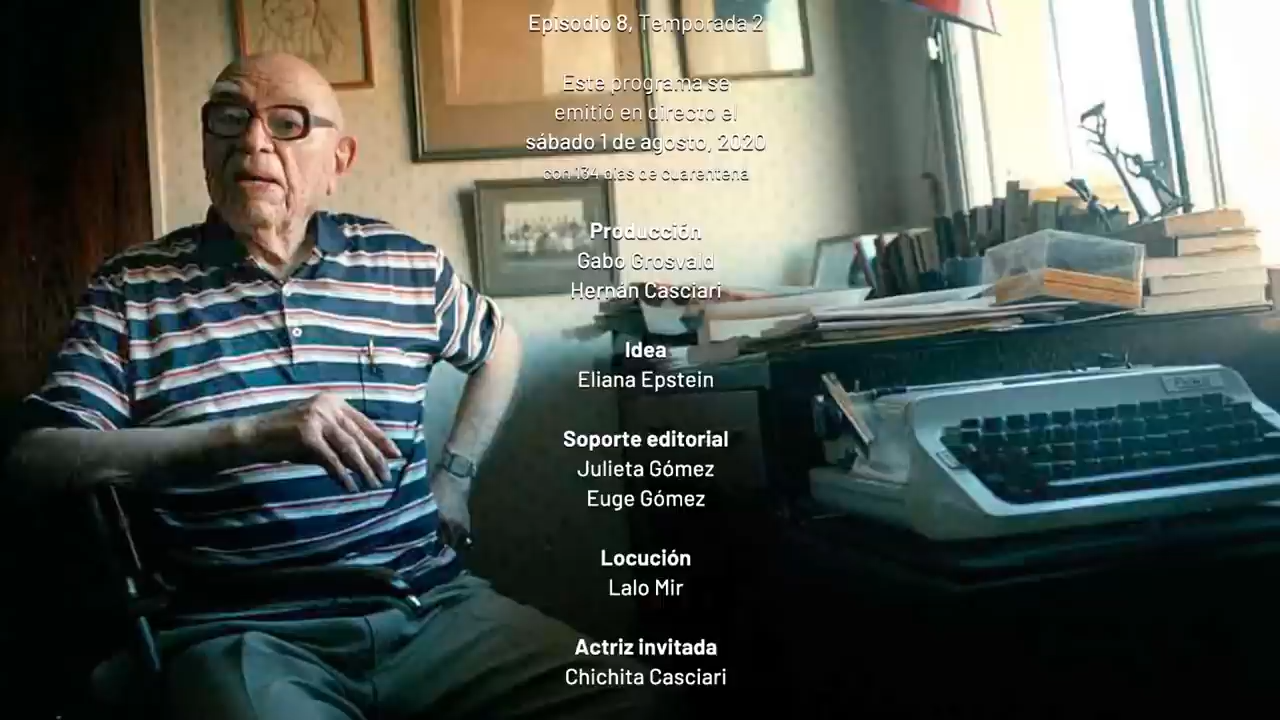 Episodio 8, Temporada 2
Este programa se
emitió en directo el
sábado 1 de agosto, 2020
con 134 días de cuarentena
Producción
Gabo Grosvald
Hernán Casciari
Idea
Eliana Epstein
Soporte editorial
Julieta Gómez
Euge Gómez
Locución
Lalo Mir
Actriz invitada
Chichita Casciari